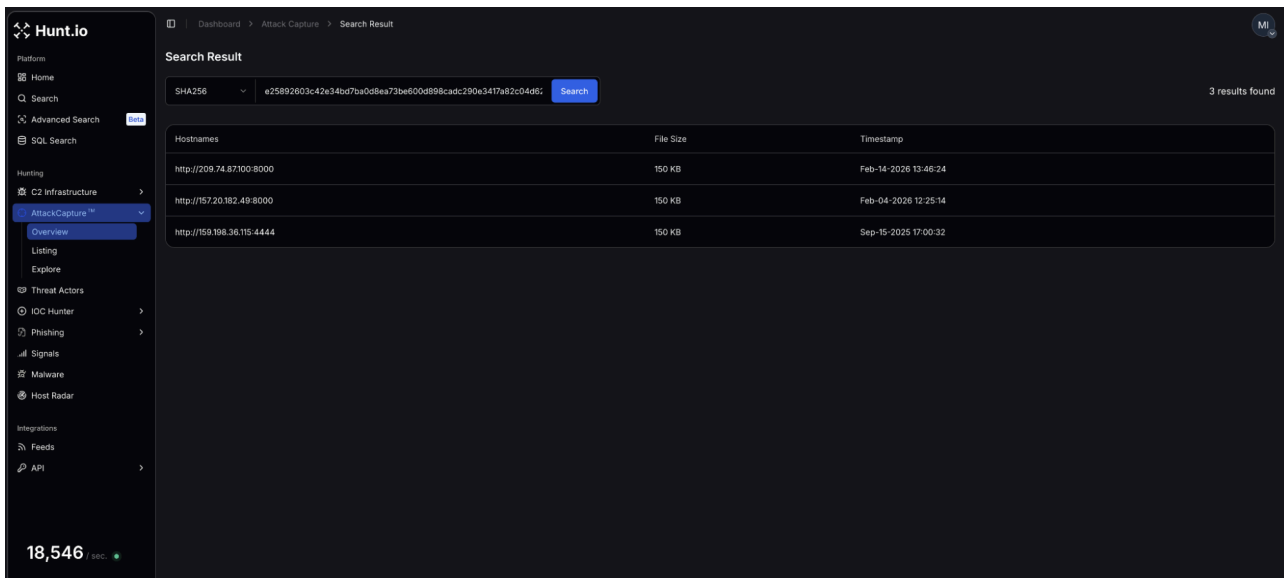 Hunt.io
Platform
Home
Search
Advanced Search Beta
SQL Search
Hunting
C2 Infrastructure
AttackCapture™
Overview
Listing
Explore
Threat Actors
IOC Hunter
Phishing
Signals
Malware
Host Radar
Integrations
Feeds
API
18,546 / sec.
Dashboard > Attack Capture > Search Result
MI
Search Result
SHA256 e25892603c42e34bd7ba0d8ea73be600d898cadc290e3417a82c04d62 Search
3 results found
Hostnames File Size Timestamp
http://209.74.87.100:8000 150 KB Feb-14-2026 13:46:24
http://157.20.182.49:8000 150 KB Feb-04-2026 12:25:14
http://159.198.36.115:4444 150 KB Sep-15-2025 17:00:32